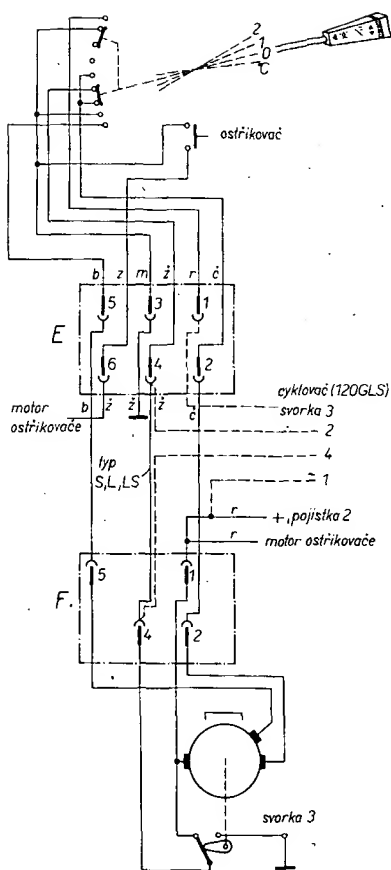 2
1
0
C
ostřikovač
b z m ž r č
5 3 1
E
6 4 2
b ž ž ž č
cyklovač (120GLS)
svorka 3
motor
ostřikovače
2
typ
S, L, LS
4
1
r +, pojistka 2
r motor ostřikovače
5 1
F.
4 2
svorka 3